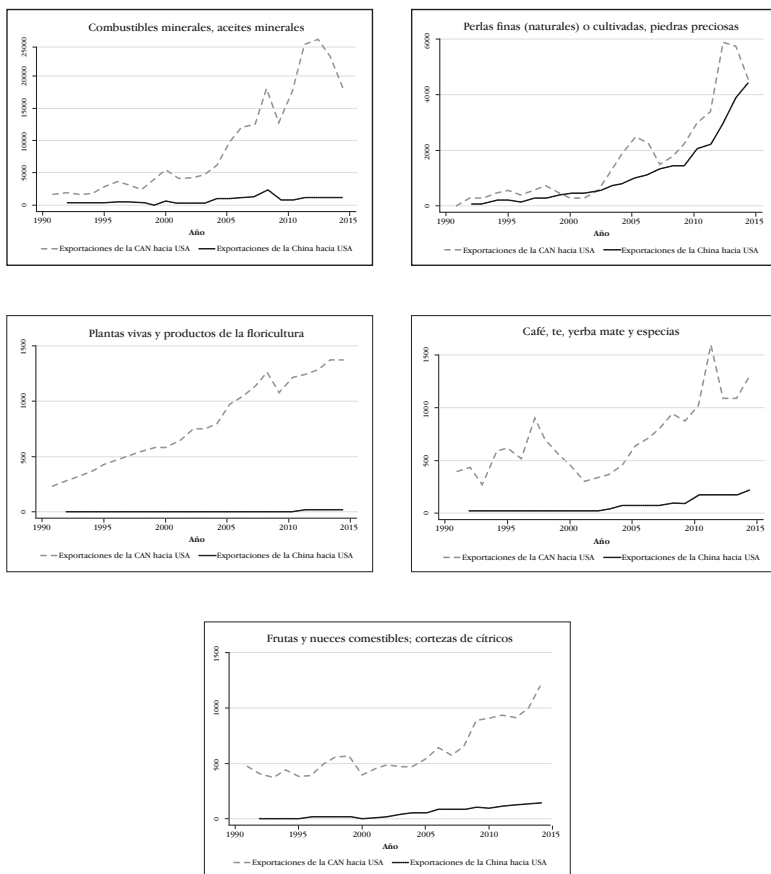 Combustibles minerales, aceites minerales
25000
20000
15000
10000
5000
0
1990 1995 2000 2005 2010 2015
Año
Exportaciones de la CAN hacia USA Exportaciones de la China hacia USA
Perlas finas (naturales) o cultivadas, piedras preciosas
6000
4000
2000
0
1990 1995 2000 2005 2010 2015
Año
Exportaciones de la CAN hacia USA Exportaciones de la China hacia USA
Plantas vivas y productos de la floricultura
1500
1000
500
0
1990 1995 2000 2005 2010 2015
Año
Exportaciones de la CAN hacia USA Exportaciones de la China hacia USA
Café, te, yerba mate y especias
1500
1000
500
0
1990 1995 2000 2005 2010 2015
Año
Exportaciones de la CAN hacia USA Exportaciones de la China hacia USA
Frutas y nueces comestibles; cortezas de cítricos
1500
1000
500
0
1990 1995 2000 2005 2010 2015
Año
Exportaciones de la CAN hacia USA Exportaciones de la China hacia USA